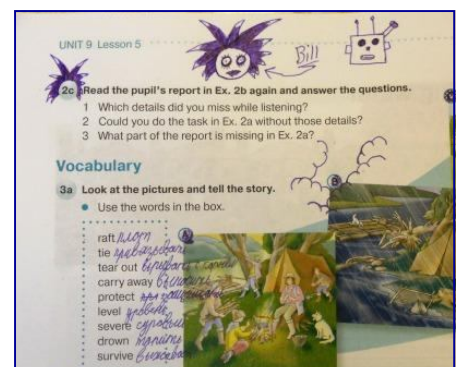 UNIT 9 Lesson 5
Bill
2c Read the pupil's report in Ex. 2b again and answer the questions.
1 Which details did you miss while listening?
2 Could you do the task in Ex. 2a without those details?
3 What part of the report is missing in Ex. 2a?
Vocabulary
3a Look at the pictures and tell the story.
• Use the words in the box.
A
B
raft плот
tie
tear out
carry away
protect
level
severe суровый
drown
survive